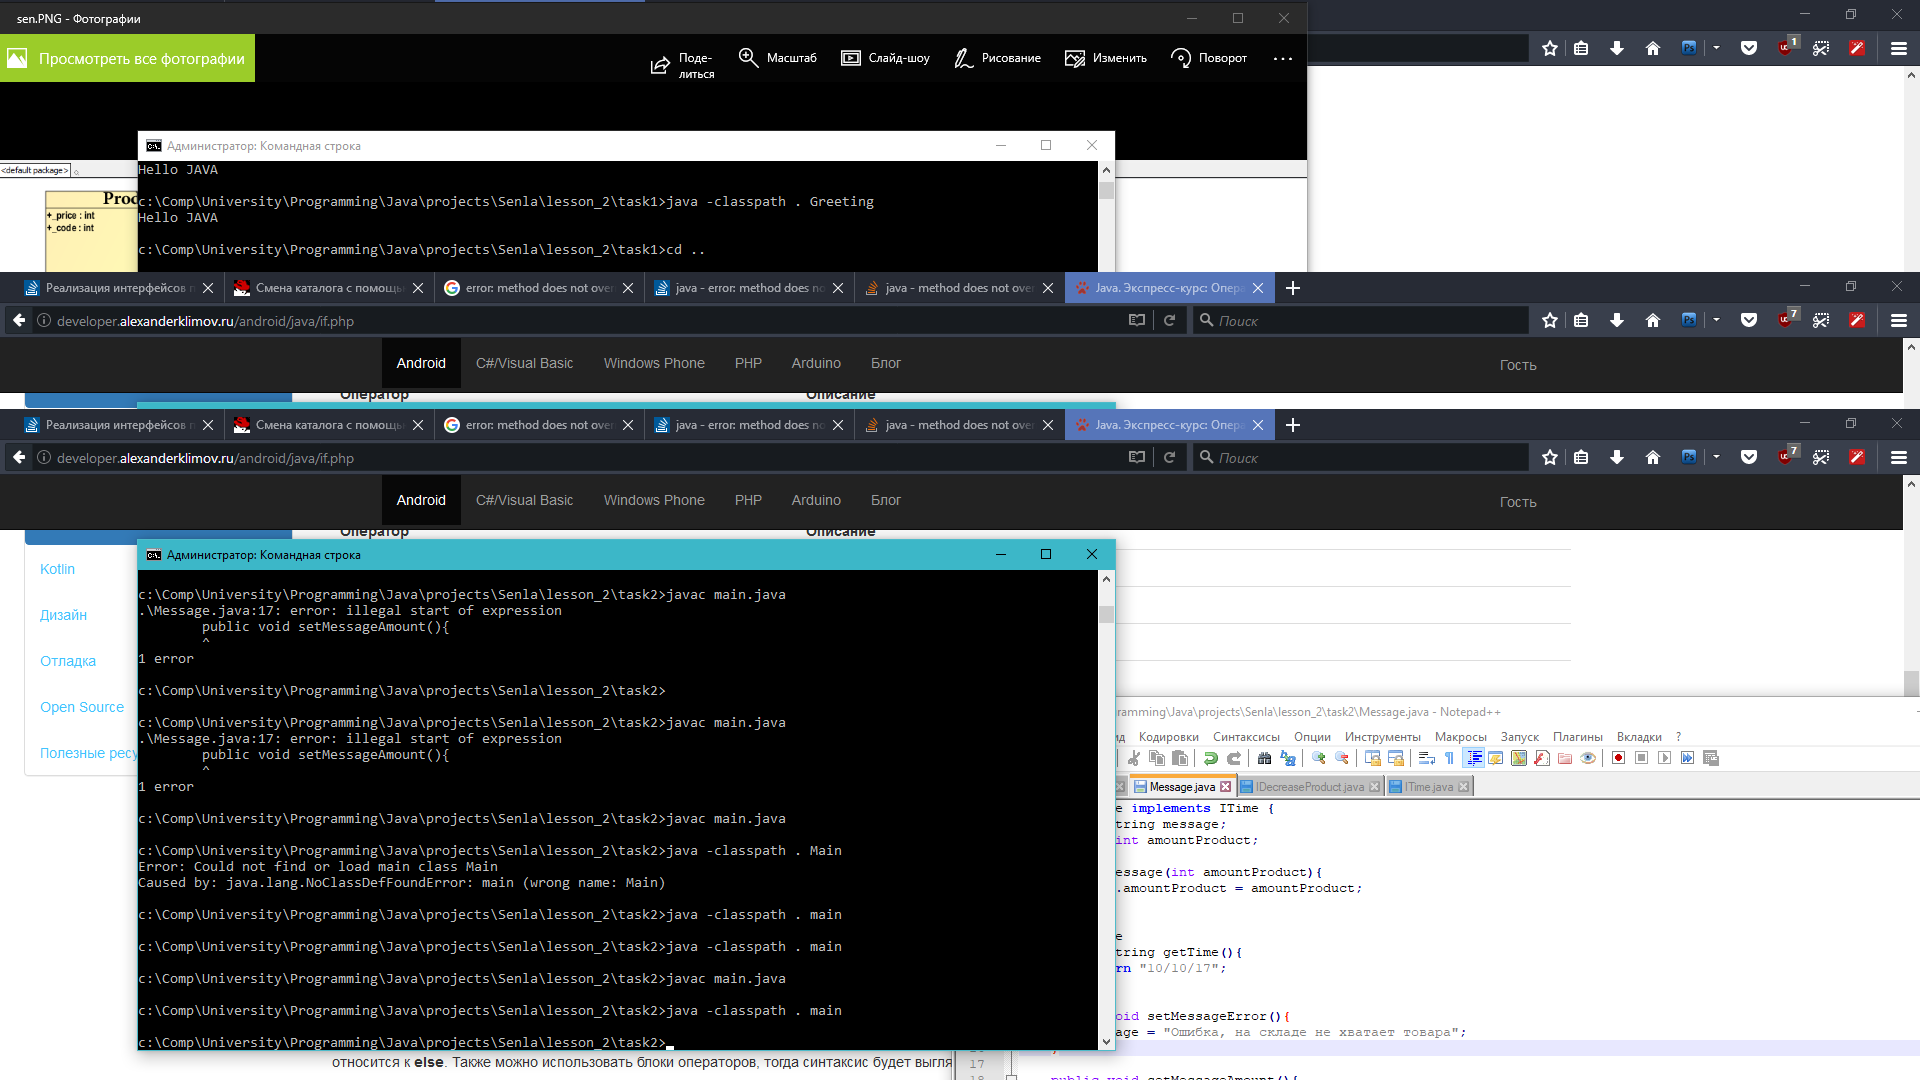 sen.PNG - Фотографии
Просмотреть все фотографии
Поде-
литься
Масштаб
Слайд-шоу
Рисование
Изменить
Поворот
1
Администратор: Командная строка
<default package>
Prod
+_price : int
+_code : int
Hello JAVA
c:\Comp\University\Programming\Java\projects\Senla\lesson_2\task1>java -classpath . Greeting
Hello JAVA
c:\Comp\University\Programming\Java\projects\Senla\lesson_2\task1>cd ..
Реализация интерфейсов п
Смена каталога с помощью
error: method does not over
java - error: method does no
java - method does not over
Java. Экспресс-курс: Опера
developer.alexanderklimov.ru/android/java/if.php
Поиск
7
Android
C#/Visual Basic
Windows Phone
PHP
Arduino
Блог
Гость
Оператор
Описание
Реализация интерфейсов п
Смена каталога с помощью
error: method does not over
java - error: method does no
java - method does not over
Java. Экспресс-курс: Опера
developer.alexanderklimov.ru/android/java/if.php
Поиск
7
Android
C#/Visual Basic
Windows Phone
PHP
Arduino
Блог
Гость
Оператор
Описание
Kotlin
Дизайн
Отладка
Open Source
Полезные ресу
Администратор: Командная строка
c:\Comp\University\Programming\Java\projects\Senla\lesson_2\task2>javac main.java
.\Message.java:17: error: illegal start of expression
public void setMessageAmount(){
^
1 error
c:\Comp\University\Programming\Java\projects\Senla\lesson_2\task2>
c:\Comp\University\Programming\Java\projects\Senla\lesson_2\task2>javac main.java
.\Message.java:17: error: illegal start of expression
public void setMessageAmount(){
^
1 error
c:\Comp\University\Programming\Java\projects\Senla\lesson_2\task2>javac main.java
c:\Comp\University\Programming\Java\projects\Senla\lesson_2\task2>java -classpath . Main
Error: Could not find or load main class Main
Caused by: java.lang.NoClassDefFoundError: main (wrong name: Main)
c:\Comp\University\Programming\Java\projects\Senla\lesson_2\task2>java -classpath . main
c:\Comp\University\Programming\Java\projects\Senla\lesson_2\task2>java -classpath . main
c:\Comp\University\Programming\Java\projects\Senla\lesson_2\task2>javac main.java
c:\Comp\University\Programming\Java\projects\Senla\lesson_2\task2>java -classpath . main
c:\Comp\University\Programming\Java\projects\Senla\lesson_2\task2>
относится к else. Также можно использовать блоки операторов, тогда синтаксис будет выгля
ramming\Java\projects\Senla\lesson_2\task2\Message.java - Notepad++
ид Кодировки Синтаксисы Опции Инструменты Макросы Запуск Плагины Вкладки ?
Message.java
IDecreaseProduct.java
ITime.java
e implements ITime {
tring message;
int amountProduct;
essage(int amountProduct){
.amountProduct = amountProduct;
e
tring getTime(){
rn "10/10/17";
oid setMessageError(){
age = "Ошибка, на складе не хватает товара";
17
18
public void setMessageAmount(){